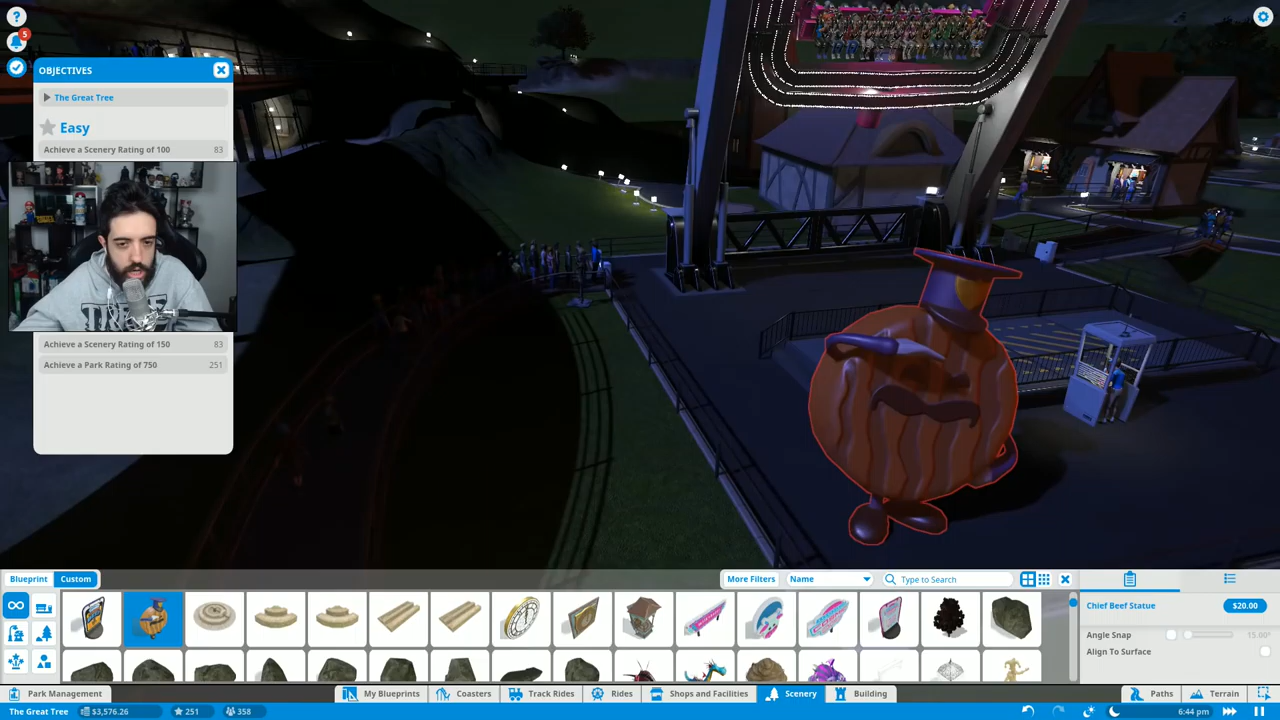 5
OBJECTIVES
The Great Tree
Easy
Achieve a Scenery Rating of 100 83
Achieve a Scenery Rating of 150 83
Achieve a Park Rating of 750 251
Blueprint Custom
More Filters Name Type to Search
Chief Beef Statue $20.00
Angle Snap 15.00°
Align To Surface
Park Management My Blueprints Coasters Track Rides Rides Shops and Facilities Scenery Building Paths Terrain
The Great Tree $3,576.26 251 358 6:44 pm